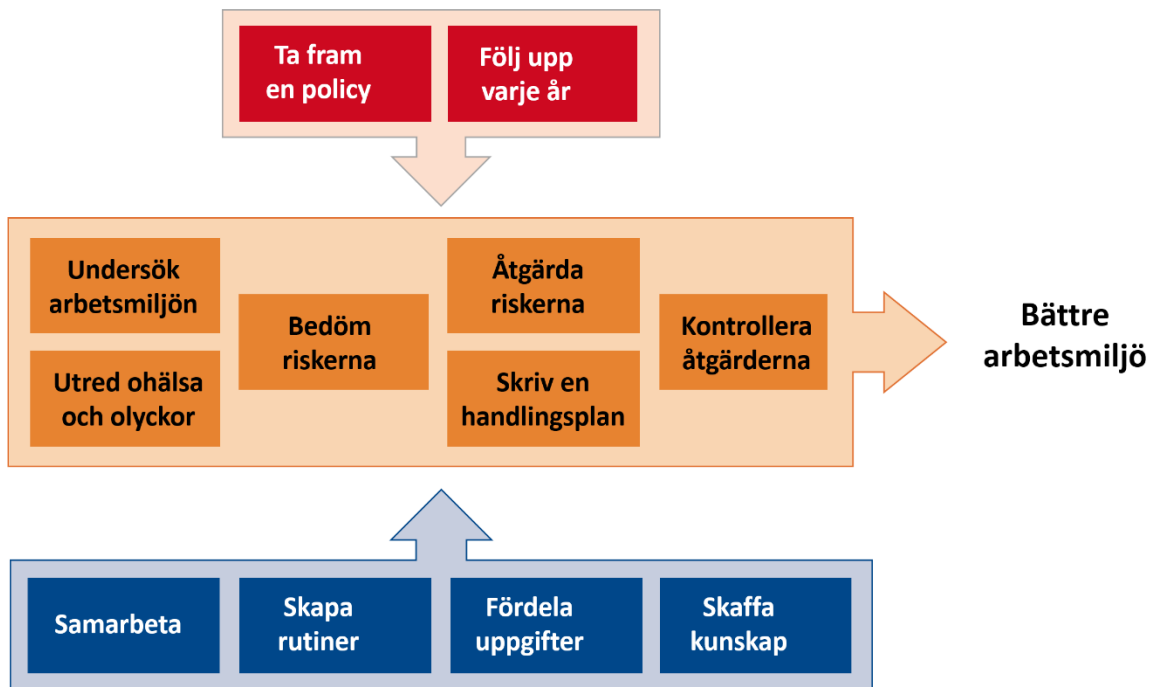 Ta fram
en policy
Följ upp
varje år
Undersök
arbetsmiljön
Utred ohälsa
och olyckor
Bedöm
riskerna
Åtgärda
riskerna
Skriv en
handlingsplan
Kontrollera
åtgärderna
Bättre
arbetsmiljö
Samarbeta
Skapa
rutiner
Fördela
uppgifter
Skaffa
kunskap